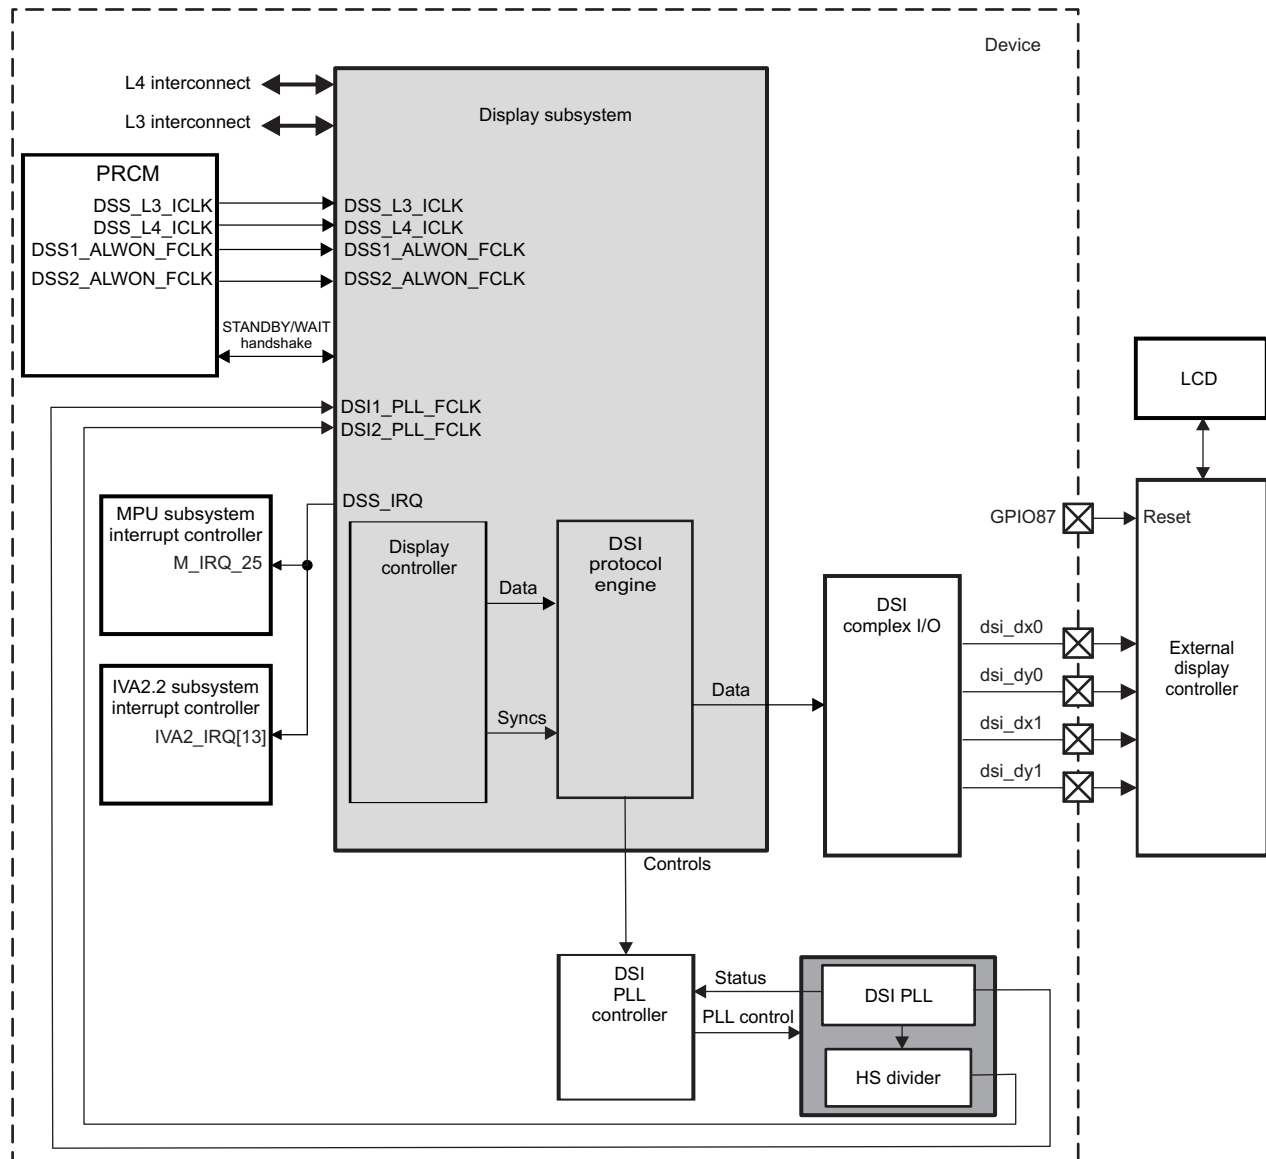 Device
L4 interconnect
L3 interconnect
Display subsystem
PRCM
DSS_L3_ICLK
DSS_L4_ICLK
DSS1_ALWON_FCLK
DSS2_ALWON_FCLK
DSS_L3_ICLK
DSS_L4_ICLK
DSS1_ALWON_FCLK
DSS2_ALWON_FCLK
STANDBY/WAIT
handshake
DSI1_PLL_FCLK
DSI2_PLL_FCLK
LCD
DSS_IRQ
MPU subsystem
interrupt controller
M_IRQ_25
IVA2.2 subsystem
interrupt controller
IVA2_IRQ[13]
Display
controller
Data
Syncs
DSI
protocol
engine
Data
DSI
complex I/O
GPIO87
Reset
dsi_dx0
dsi_dy0
dsi_dx1
dsi_dy1
External
display
controller
Controls
DSI
PLL
controller
Status
PLL control
DSI PLL
HS divider